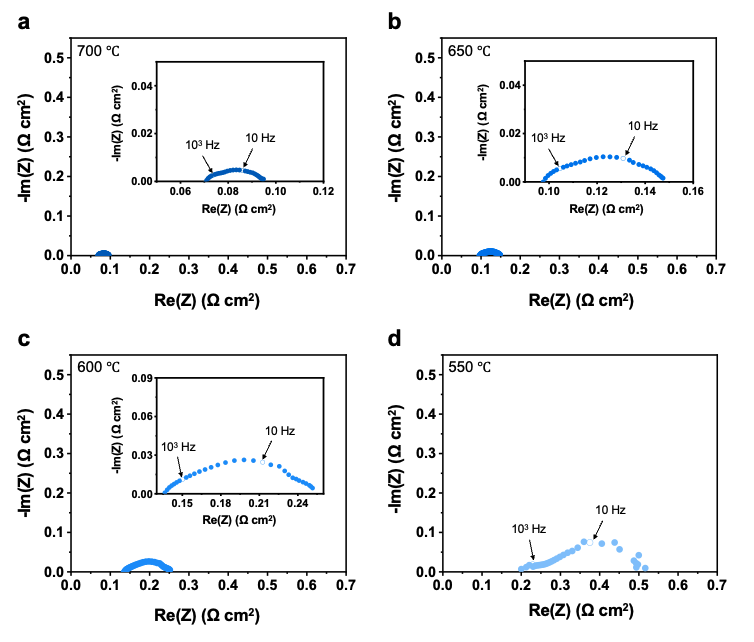 a
700 ℃
-Im(Z) (Ω cm²)
0.5
0.4
0.3
0.2
0.1
0.0
0.0 0.1 0.2 0.3 0.4 0.5 0.6 0.7
Re(Z) (Ω cm²)
-Im(Z) (Ω cm²)
0.04
0.02
0.00
10³ Hz
10 Hz
0.06 0.08 0.10 0.12
Re(Z) (Ω cm²)
b
650 ℃
-Im(Z) (Ω cm²)
0.5
0.4
0.3
0.2
0.1
0.0
0.0 0.1 0.2 0.3 0.4 0.5 0.6 0.7
Re(Z) (Ω cm²)
-Im(Z) (Ω cm²)
0.04
0.02
0.00
10³ Hz
10 Hz
0.10 0.12 0.14 0.16
Re(Z) (Ω cm²)
c
600 ℃
-Im(Z) (Ω cm²)
0.5
0.4
0.3
0.2
0.1
0.0
0.0 0.1 0.2 0.3 0.4 0.5 0.6 0.7
Re(Z) (Ω cm²)
-Im(Z) (Ω cm²)
0.09
0.06
0.03
0.00
10³ Hz
10 Hz
0.15 0.18 0.21 0.24
Re(Z) (Ω cm²)
d
550 ℃
-Im(Z) (Ω cm²)
0.5
0.4
0.3
0.2
0.1
0.0
10³ Hz
10 Hz
0.0 0.1 0.2 0.3 0.4 0.5 0.6 0.7
Re(Z) (Ω cm²)